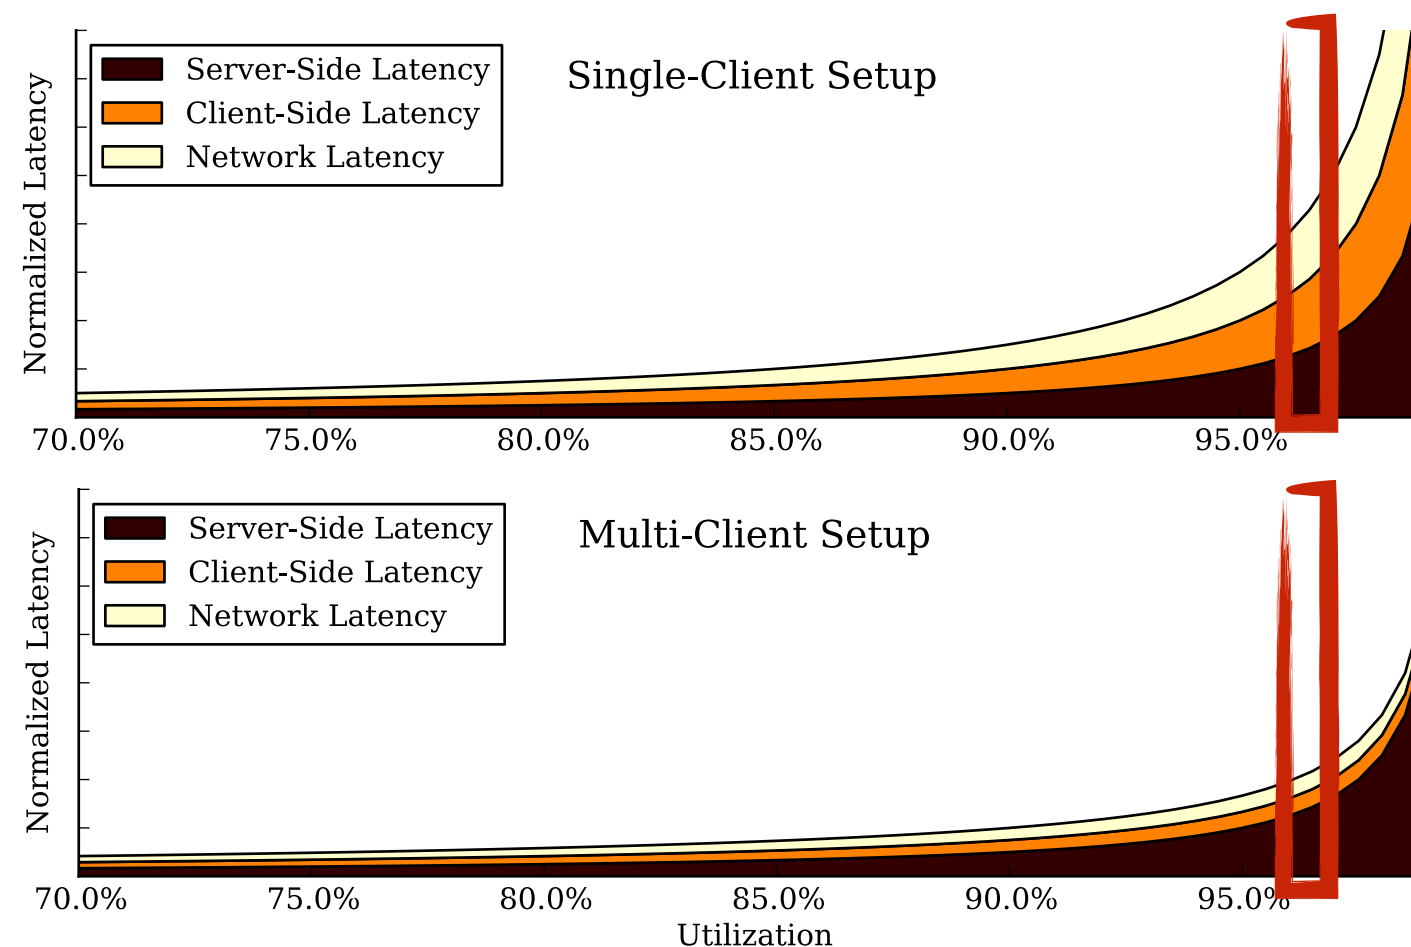 Single-Client Setup
Server-Side Latency
Client-Side Latency
Network Latency
Normalized Latency
70.0% 75.0% 80.0% 85.0% 90.0% 95.0%
Multi-Client Setup
Server-Side Latency
Client-Side Latency
Network Latency
Normalized Latency
70.0% 75.0% 80.0% 85.0% 90.0% 95.0%
Utilization